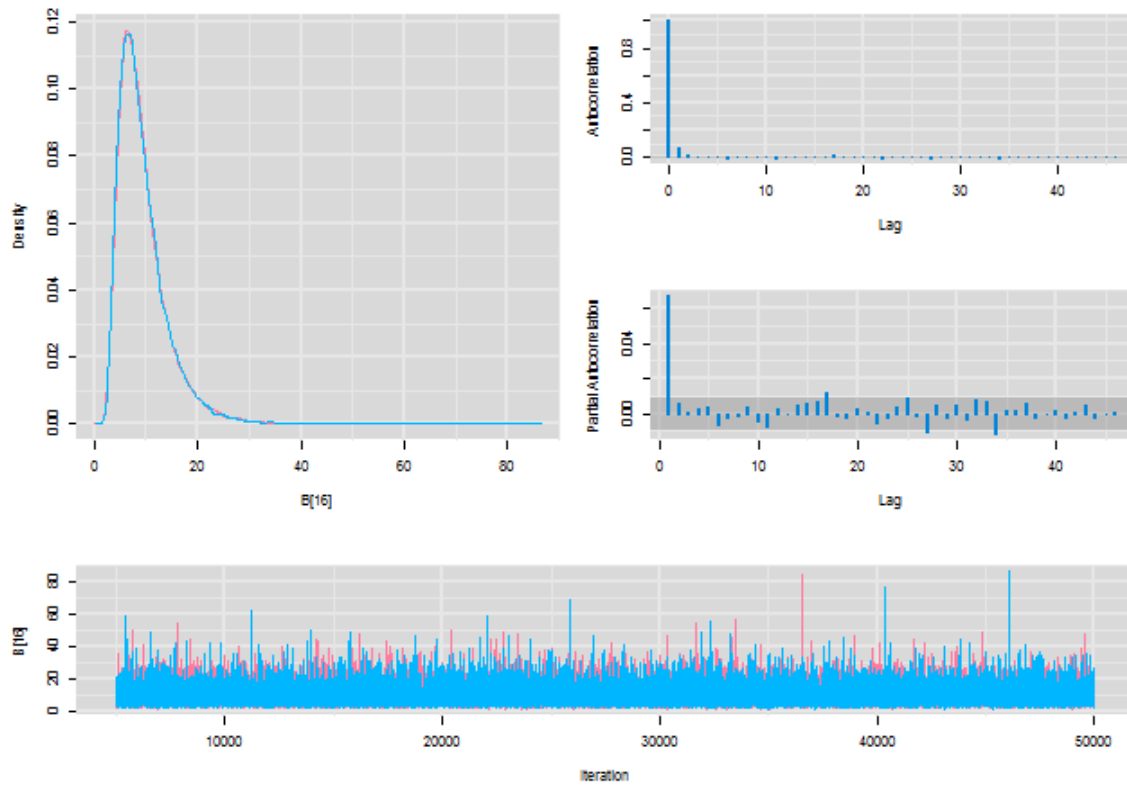 Density
0.00 0.02 0.04 0.06 0.08 0.10 0.12
0 20 40 60 80
B[16]
Autocorrelation
0.0 0.4 0.8
0 10 20 30 40
Lag
Partial Autocorrelation
0.00 0.04
0 10 20 30 40
Lag
B[16]
0 20 40 60 80
10000 20000 30000 40000 50000
Iteration